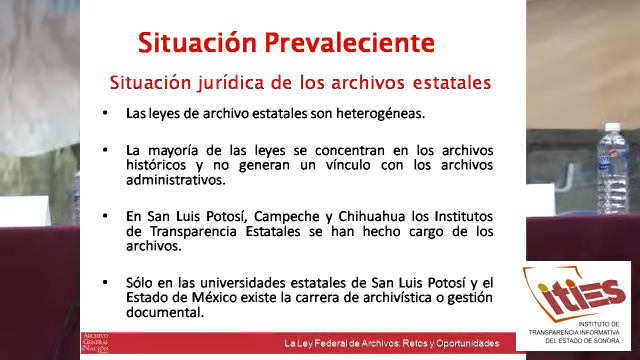 Situación Prevaleciente
Situación jurídica de los archivos estatales
• Las leyes de archivo estatales son heterogéneas.
• La mayoría de las leyes se concentran en los archivos
históricos y no generan un vínculo con los archivos
administrativos.
• En San Luis Potosí, Campeche y Chihuahua los Institutos
de Transparencia Estatales se han hecho cargo de los
archivos.
• Sólo en las universidades estatales de San Luis Potosí y el
Estado de México existe la carrera de archivística o gestión
documental.
ARCHIVO
GENERAL
NACIÓN
La Ley Federal de Archivos: Retos y Oportunidades
itiES
INSTITUTO DE
TRANSPARENCIA INFORMATIVA
DEL ESTADO DE SONORA